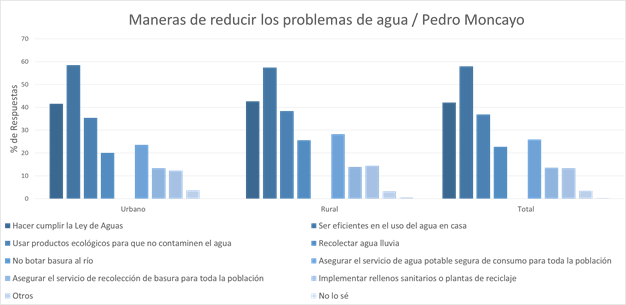 Maneras de reducir los problemas de agua / Pedro Moncayo
70
60
50
40
30
20
10
0
% de Respuestas
Urbano Rural Total
Hacer cumplir la Ley de Aguas Ser eficientes en el uso del agua en casa
Usar productos ecológicos para que no contaminen el agua Recolectar agua lluvia
No botar basura al río Asegurar el servicio de agua potable segura de consumo para toda la población
Asegurar el servicio de recolección de basura para toda la población Implementar rellenos sanitarios o plantas de reciclaje
Otros No lo sé